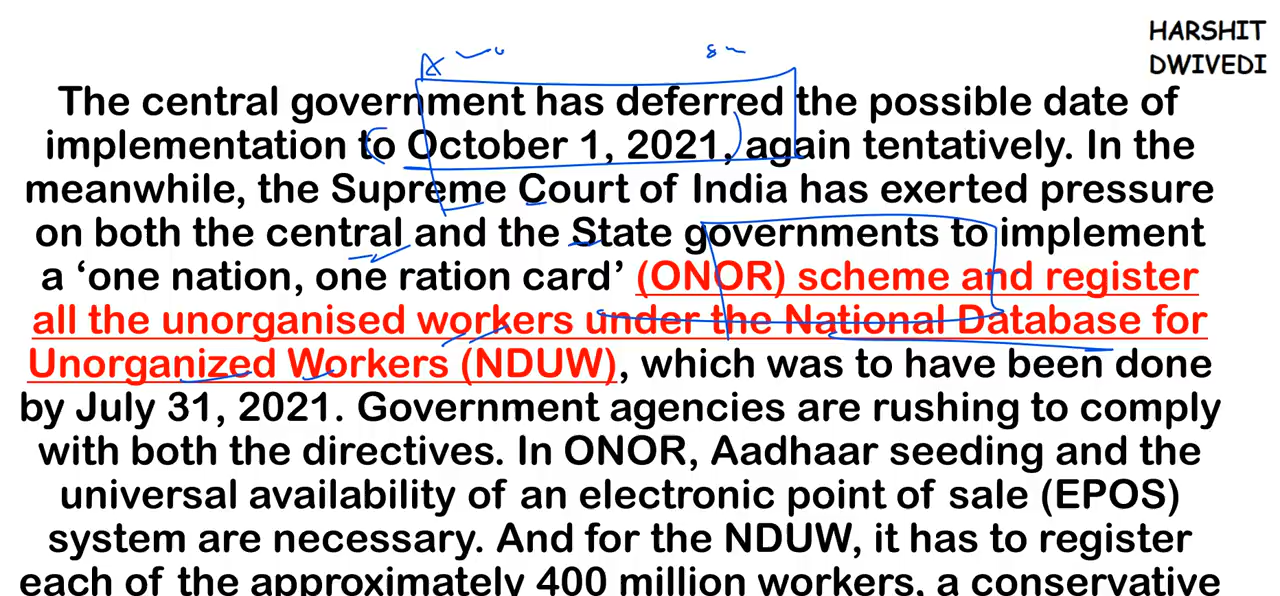 HARSHIT
DWIVEDI
The central government has deferred the possible date of
implementation to October 1, 2021, again tentatively. In the
meanwhile, the Supreme Court of India has exerted pressure
on both the central and the State governments to implement
a ‘one nation, one ration card’ (ONOR) scheme and register
all the unorganised workers under the National Database for
Unorganized Workers (NDUW), which was to have been done
by July 31, 2021. Government agencies are rushing to comply
with both the directives. In ONOR, Aadhaar seeding and the
universal availability of an electronic point of sale (EPOS)
system are necessary. And for the NDUW, it has to register
each of the approximately 400 million workers, a conservative